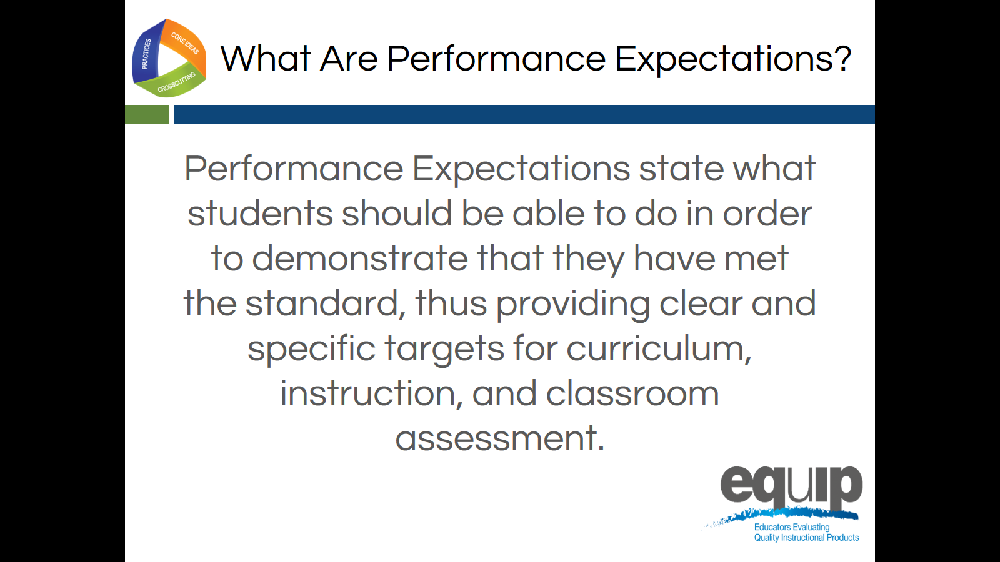 PRACTICES
CORE IDEAS
CROSSCUTTING
What Are Performance Expectations?
Performance Expectations state what
students should be able to do in order
to demonstrate that they have met
the standard, thus providing clear and
specific targets for curriculum,
instruction, and classroom
assessment.
equip
Educators Evaluating
Quality Instructional Products